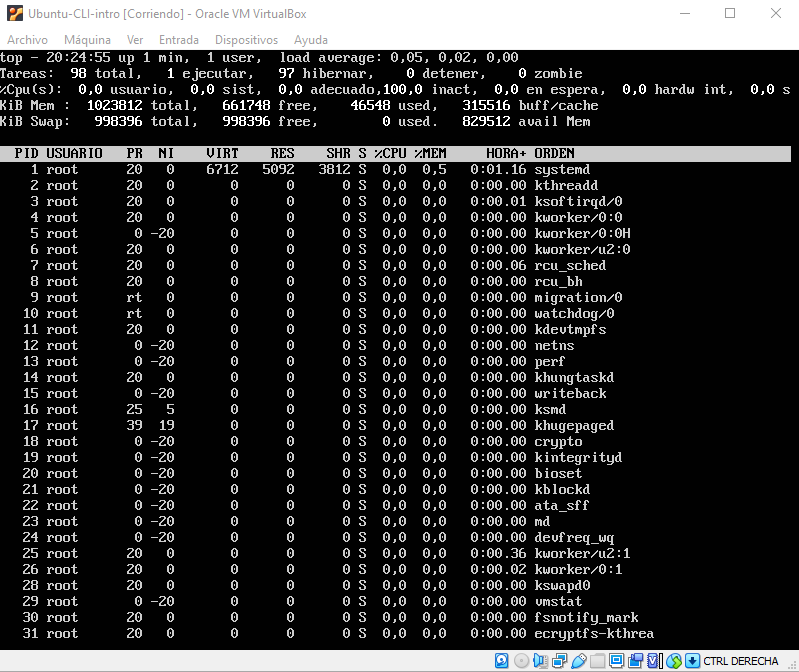 Ubuntu-CLI-intro [Corriendo] - Oracle VM VirtualBox
Archivo Máquina Ver Entrada Dispositivos Ayuda
top - 20:24:55 up 1 min, 1 user, load average: 0,05, 0,02, 0,00
Tareas: 98 total, 1 ejecutar, 97 hibernar, 0 detener, 0 zombie
%Cpu(s): 0,0 usuario, 0,0 sist, 0,0 adecuado,100,0 inact, 0,0 en espera, 0,0 hardw int, 0,0 s
KiB Mem : 1023812 total, 661748 free, 46548 used, 315516 buff/cache
KiB Swap: 998396 total, 998396 free, 0 used. 829512 avail Mem
PID USUARIO PR NI VIRT RES SHR S %CPU %MEM HORA+ ORDEN
1 root 20 0 6712 5092 3812 S 0,0 0,5 0:01.16 systemd
2 root 20 0 0 0 0 S 0,0 0,0 0:00.00 kthreadd
3 root 20 0 0 0 0 S 0,0 0,0 0:00.01 ksoftirqd/0
4 root 20 0 0 0 0 S 0,0 0,0 0:00.00 kworker/0:0
5 root 0 -20 0 0 0 S 0,0 0,0 0:00.00 kworker/0:0H
6 root 20 0 0 0 0 S 0,0 0,0 0:00.00 kworker/u2:0
7 root 20 0 0 0 0 S 0,0 0,0 0:00.06 rcu_sched
8 root 20 0 0 0 0 S 0,0 0,0 0:00.00 rcu_bh
9 root rt 0 0 0 0 S 0,0 0,0 0:00.00 migration/0
10 root rt 0 0 0 0 S 0,0 0,0 0:00.00 watchdog/0
11 root 20 0 0 0 0 S 0,0 0,0 0:00.00 kdevtmpfs
12 root 0 -20 0 0 0 S 0,0 0,0 0:00.00 netns
13 root 0 -20 0 0 0 S 0,0 0,0 0:00.00 perf
14 root 20 0 0 0 0 S 0,0 0,0 0:00.00 khungtaskd
15 root 0 -20 0 0 0 S 0,0 0,0 0:00.00 writeback
16 root 25 5 0 0 0 S 0,0 0,0 0:00.00 ksmd
17 root 39 19 0 0 0 S 0,0 0,0 0:00.00 khugepaged
18 root 0 -20 0 0 0 S 0,0 0,0 0:00.00 crypto
19 root 0 -20 0 0 0 S 0,0 0,0 0:00.00 kintegrityd
20 root 0 -20 0 0 0 S 0,0 0,0 0:00.00 bioset
21 root 0 -20 0 0 0 S 0,0 0,0 0:00.00 kblockd
22 root 0 -20 0 0 0 S 0,0 0,0 0:00.00 ata_sff
23 root 0 -20 0 0 0 S 0,0 0,0 0:00.00 md
24 root 0 -20 0 0 0 S 0,0 0,0 0:00.00 devfreq_wq
25 root 20 0 0 0 0 S 0,0 0,0 0:00.36 kworker/u2:1
26 root 20 0 0 0 0 S 0,0 0,0 0:00.02 kworker/0:1
28 root 20 0 0 0 0 S 0,0 0,0 0:00.00 kswapd0
29 root 0 -20 0 0 0 S 0,0 0,0 0:00.00 vmstat
30 root 20 0 0 0 0 S 0,0 0,0 0:00.00 fsnotify_mark
31 root 20 0 0 0 0 S 0,0 0,0 0:00.00 ecryptfs-kthrea
CTRL DERECHA